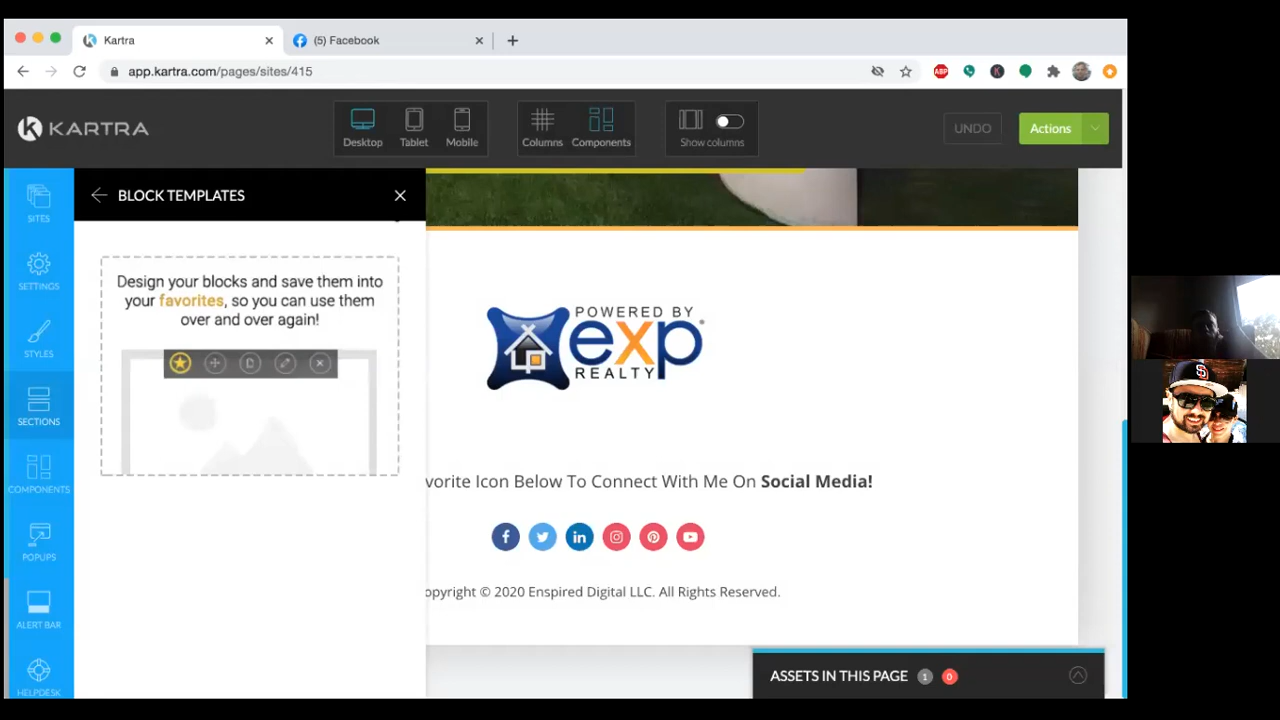 Kartra
(5) Facebook
app.kartra.com/pages/sites/415
ABP
KARTRA
Desktop
Tablet
Mobile
Columns
Components
Show columns
UNDO
Actions
SITES
SETTINGS
STYLES
SECTIONS
COMPONENTS
POPUPS
ALERT BAR
HELPDESK
BLOCK TEMPLATES
Design your blocks and save them into
your favorites, so you can use them
over and over again!
POWERED BY
exp
REALTY
vorite Icon Below To Connect With Me On Social Media!
opyright © 2020 Enspired Digital LLC. All Rights Reserved.
ASSETS IN THIS PAGE 1 0